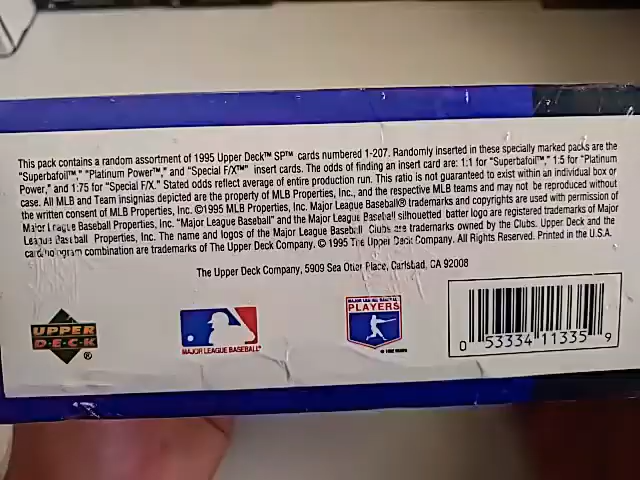 This pack contains a random assortment of 1995 Upper Deck™ SP™ cards numbered 1-207. Randomly inserted in these specially marked packs are the
"Superbafoil™," "Platinum Power™," and "Special F/X™" insert cards. The odds of finding an insert card are: 1:1 for "Superbafoil™," 1:5 for "Platinum
Power," and 1:75 for "Special F/X." Stated odds reflect average of entire production run. This ratio is not guaranteed to exist within an individual box or
case. All MLB and Team insignias depicted are the property of MLB Properties, Inc., and the respective MLB teams and may not be reproduced without
the written consent of MLB Properties, Inc. ©1995 MLB Properties, Inc. Major League Baseball® trademarks and copyrights are used with permission of
Major League Baseball Properties, Inc. "Major League Baseball" and the Major League Baseball silhouetted batter logo are registered trademarks of Major
League Baseball Properties, Inc. The name and logos of the Major League Baseball Clubs are trademarks owned by the Clubs. Upper Deck and the
card/hologram combination are trademarks of The Upper Deck Company. © 1995 The Upper Deck Company. All Rights Reserved. Printed in the U.S.A.
The Upper Deck Company, 5909 Sea Otter Place, Carlsbad, CA 92008
UPPER
DECK
®
MAJOR LEAGUE BASEBALL
MAJOR LEAGUE BASEBALL
PLAYERS
0 53334 11335 9